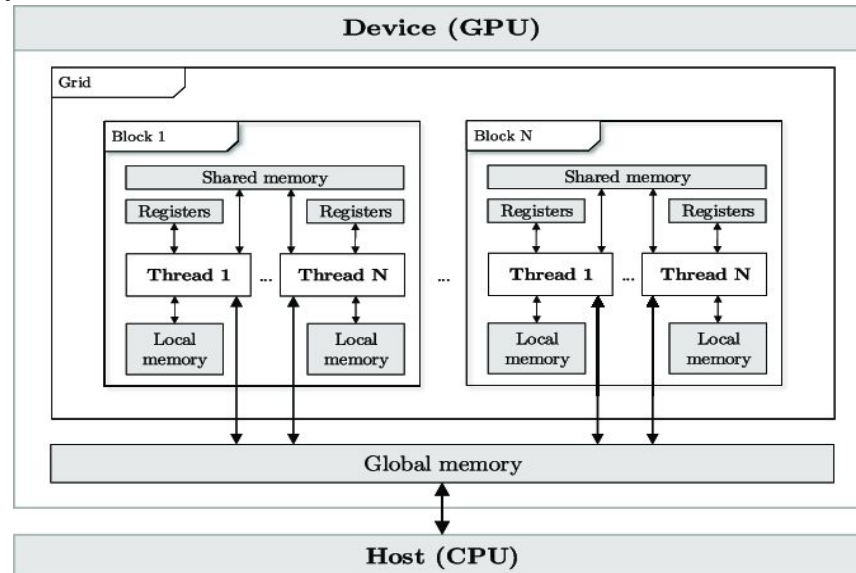 Device (GPU)
Grid
Block 1
Shared memory
Registers
Registers
Thread 1
...
Thread N
Local
memory
Local
memory
...
Block N
Shared memory
Registers
Registers
Thread 1
...
Thread N
Local
memory
Local
memory
Global memory
Host (CPU)